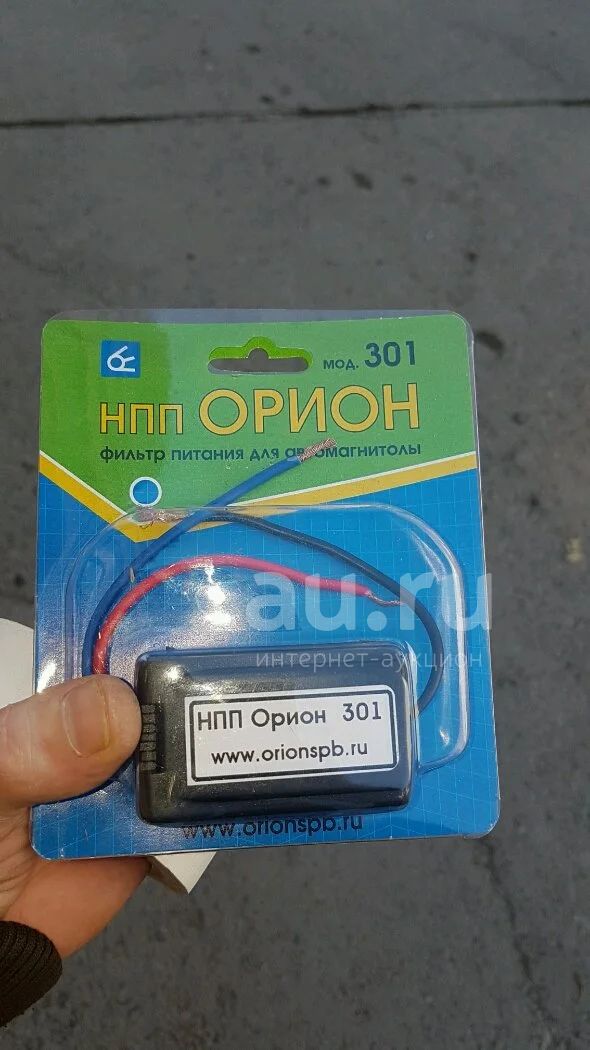 мод. 301
НПП ОРИОН
фильтр питания для автомагнитолы
au.ru
интернет-аукцион
НПП Орион 301
www.orionspb.ru
www.orionspb.ru